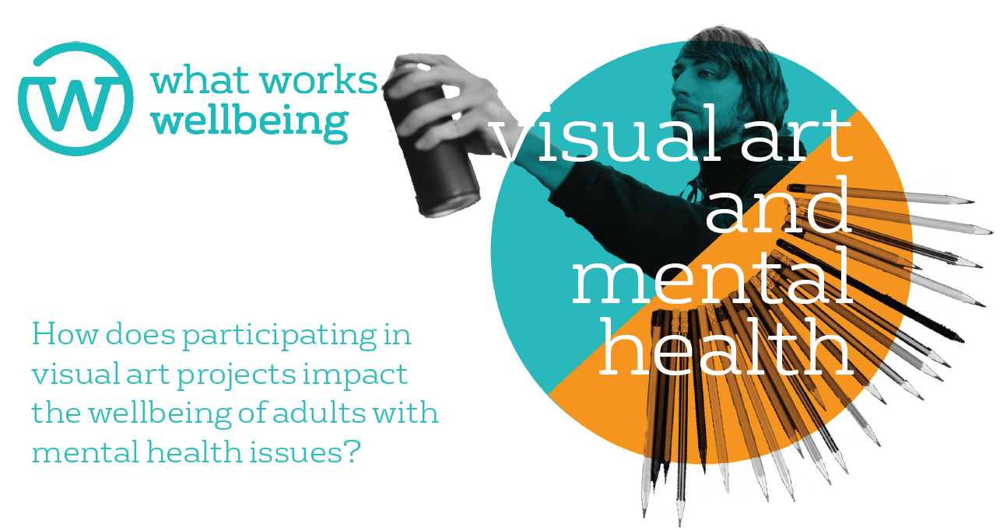 w
what works
wellbeing
visual art
and
mental
health
How does participating in
visual art projects impact
the wellbeing of adults with
mental health issues?